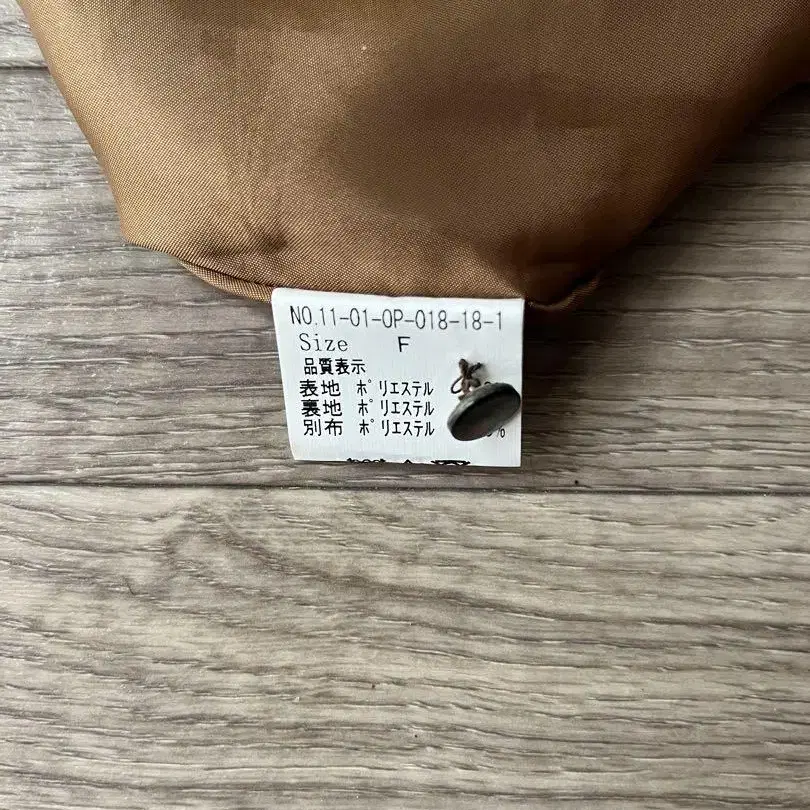 NO.11-01-OP-018-18-1
Size F
品質表示
表地 ポリエステル
裏地 ポリエステル
別布 ポリエステル %